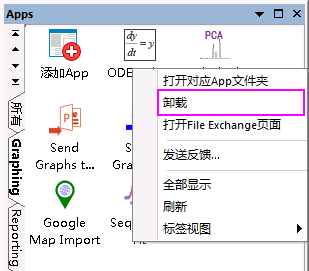 Apps
添加App
ODE
dy
dt
= y
PCA
打开对应App文件夹
卸载
打开File Exchange页面
发送反馈...
全部显示
刷新
标签视图
Send
Graphs t...
Google
Map Import
所有
Graphing
Reporting